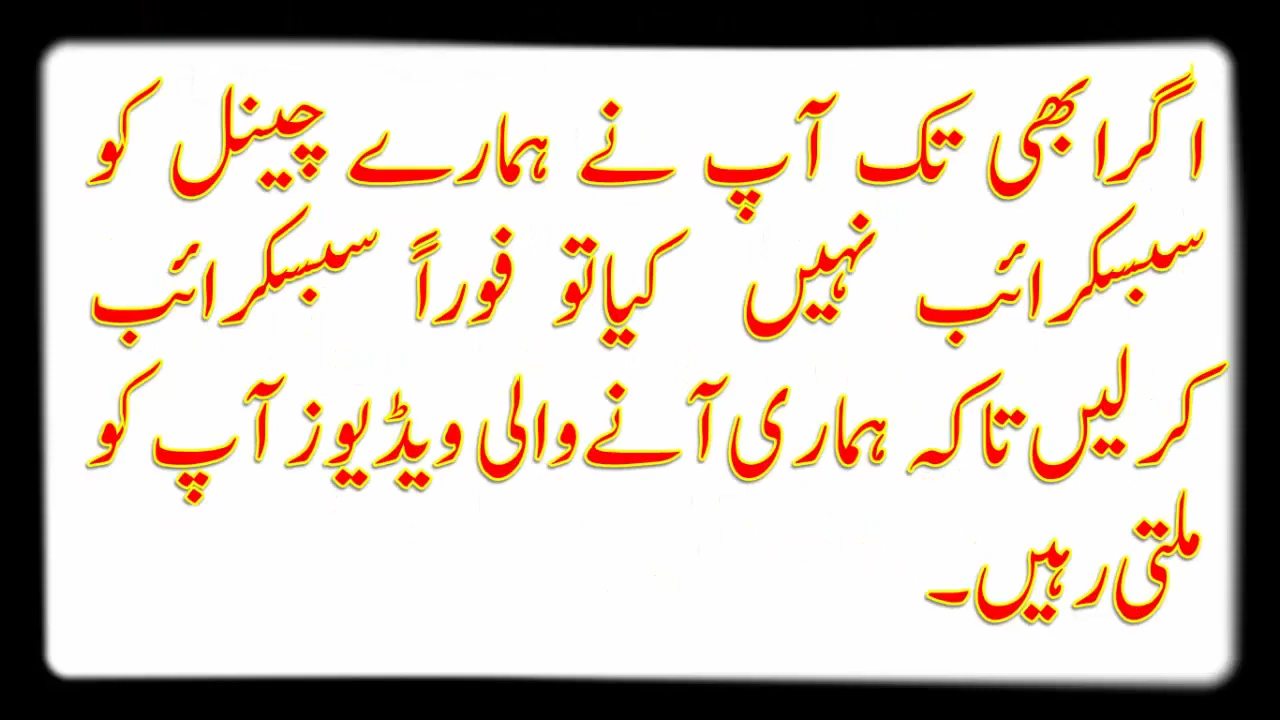 اگر ابھی تک آپ نے ہمارے چینل کو
سبسکرائب نہیں کیا تو فوراً سبسکرائب
کر لیں تاکہ ہماری آنے والی ویڈیوز آپ کو
ملتی رہیں۔